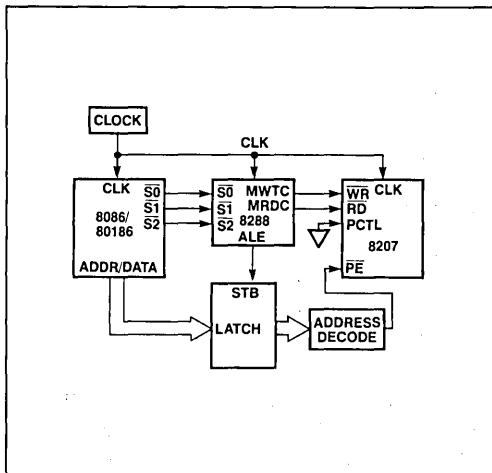 CLOCK
CLK
CLK S0 S0 MWTC WR CLK
S1 S1 MRDC RD
8086/ 8288 PCTL
80186 S2 S2 ALE 8207
ADDR/DATA PE
STB
LATCH ADDRESS
DECODE